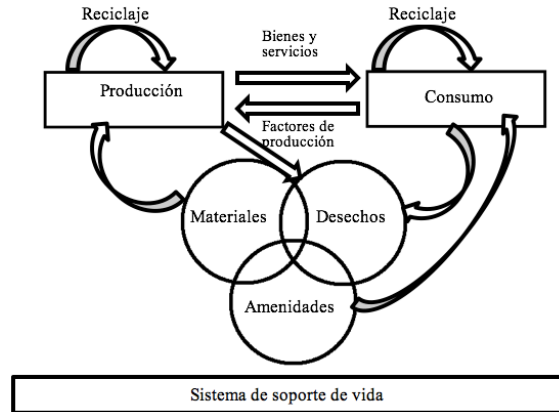 Reciclaje
Reciclaje
Bienes y
servicios
Producción
Consumo
Factores de
producción
Materiales
Desechos
Amenidades
Sistema de soporte de vida